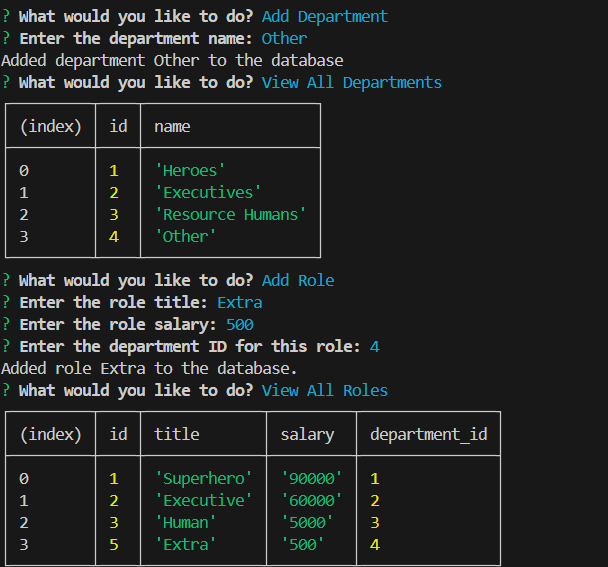 ? What would you like to do? Add Department
? Enter the department name: Other
Added department Other to the database
? What would you like to do? View All Departments
(index) id name
0 1 'Heroes'
1 2 'Executives'
2 3 'Resource Humans'
3 4 'Other'
? What would you like to do? Add Role
? Enter the role title: Extra
? Enter the role salary: 500
? Enter the department ID for this role: 4
Added role Extra to the database.
? What would you like to do? View All Roles
(index) id title salary department_id
0 1 'Superhero' '90000' 1
1 2 'Executive' '60000' 2
2 3 'Human' '5000' 3
3 5 'Extra' '500' 4